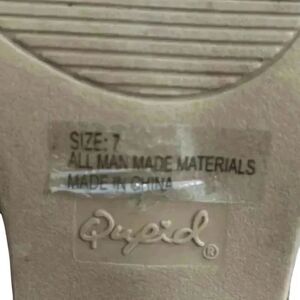 SIZE: 7
ALL MAN MADE MATERIALS
MADE IN CHINA
Qupid®